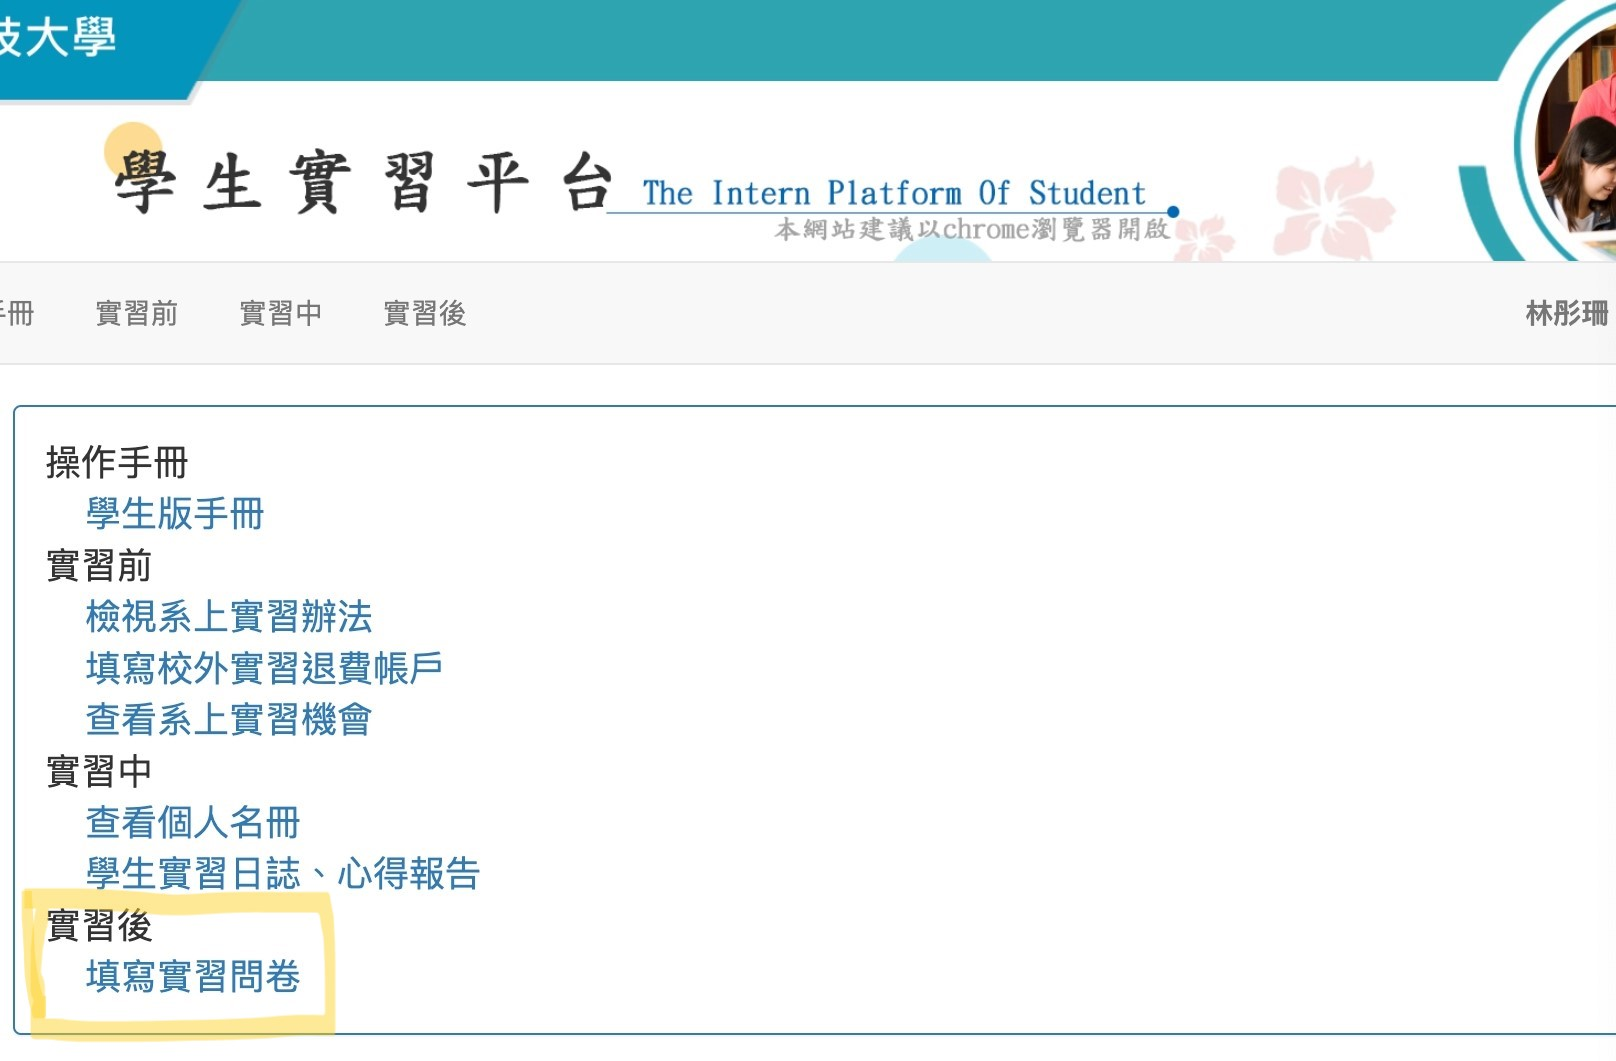 技大學
學生實習平台
The Intern Platform Of Student
本網站建議以chrome瀏覽器開啟
手冊 實習前 實習中 實習後 林彤珊
操作手冊
學生版手冊
實習前
檢視系上實習辦法
填寫校外實習退費帳戶
查看系上實習機會
實習中
查看個人名冊
學生實習日誌、心得報告
實習後
填寫實習問卷